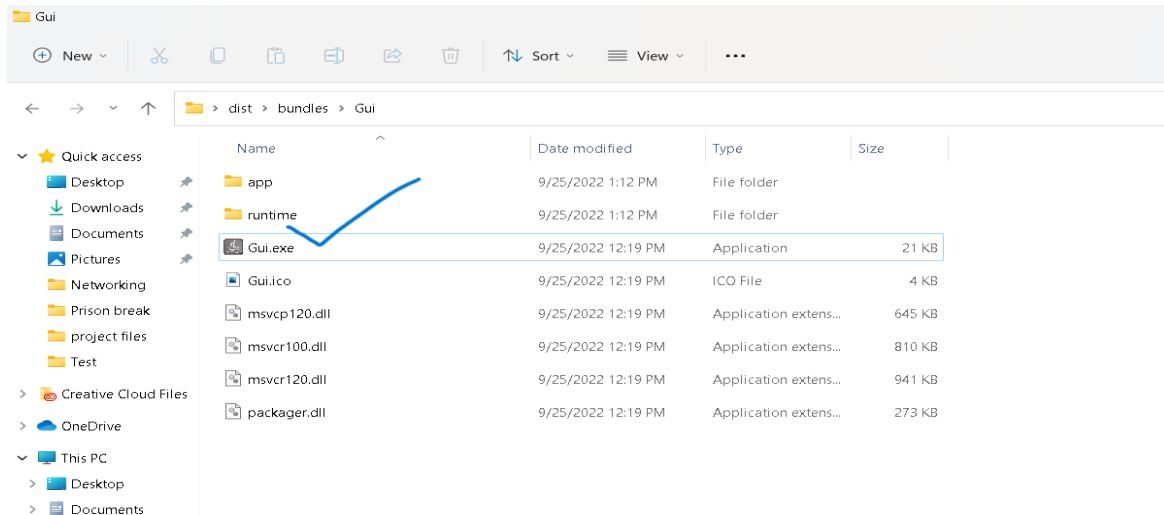 Gui
New
Sort
View
dist > bundles > Gui
Name Date modified Type Size
Quick access
Desktop
Downloads
Documents
Pictures
Networking
Prison break
project files
Test
Creative Cloud Files
OneDrive
This PC
Desktop
Documents
app 9/25/2022 1:12 PM File folder
runtime 9/25/2022 1:12 PM File folder
Gui.exe 9/25/2022 12:19 PM Application 21 KB
Gui.ico 9/25/2022 12:19 PM ICO File 4 KB
msvcp120.dll 9/25/2022 12:19 PM Application extens... 645 KB
msvcr100.dll 9/25/2022 12:19 PM Application extens... 810 KB
msvcr120.dll 9/25/2022 12:19 PM Application extens... 941 KB
packager.dll 9/25/2022 12:19 PM Application extens... 273 KB